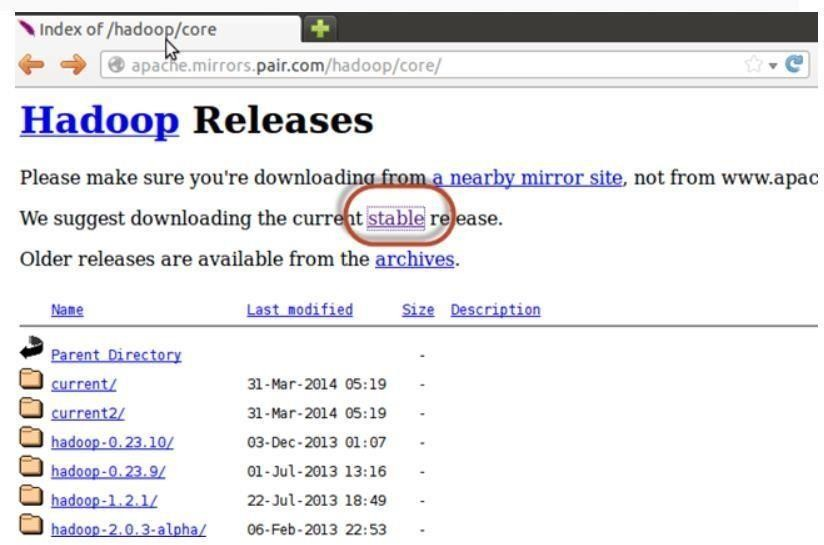 Index of /hadoop/core
apache.mirrors.pair.com/hadoop/core/
Hadoop Releases
Please make sure you're downloading from a nearby mirror site, not from www.apac
We suggest downloading the current stable release.
Older releases are available from the archives.
Name Last modified Size Description
Parent Directory -
current/ 31-Mar-2014 05:19 -
current2/ 31-Mar-2014 05:19 -
hadoop-0.23.10/ 03-Dec-2013 01:07 -
hadoop-0.23.9/ 01-Jul-2013 13:16 -
hadoop-1.2.1/ 22-Jul-2013 18:49 -
hadoop-2.0.3-alpha/ 06-Feb-2013 22:53 -